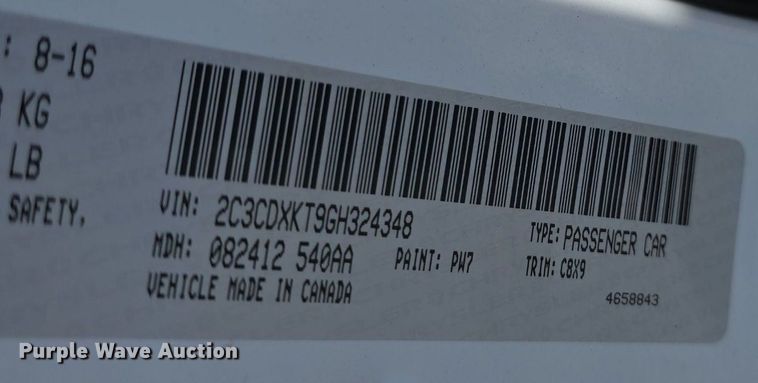 : 8-16
KG
LB
SAFETY,
VIN: 2C3CDXKT9GH324348
TYPE: PASSENGER CAR
MDH: 082412 540AA
PAINT: PW7
TRIM: C8X9
VEHICLE MADE IN CANADA
4658843
Purple Wave Auction